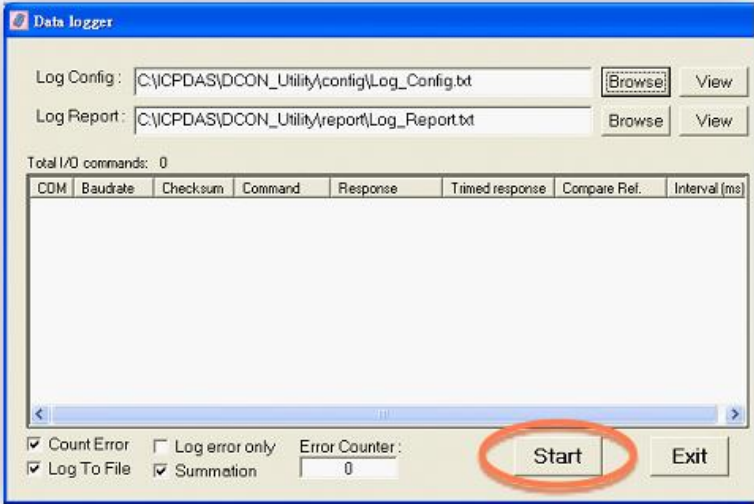 Data logger
Log Config : C:\ICPDAS\DCON_Utility\config\Log_Config.txt Browse View
Log Report : C:\ICPDAS\DCON_Utility\report\Log_Report.txt Browse View
Total I/O commands: 0
COM Baudrate Checksum Command Response Trimed response Compare Ref. Interval (ms)
Count Error Log error only Error Counter :
Log To File Summation 0 Start Exit